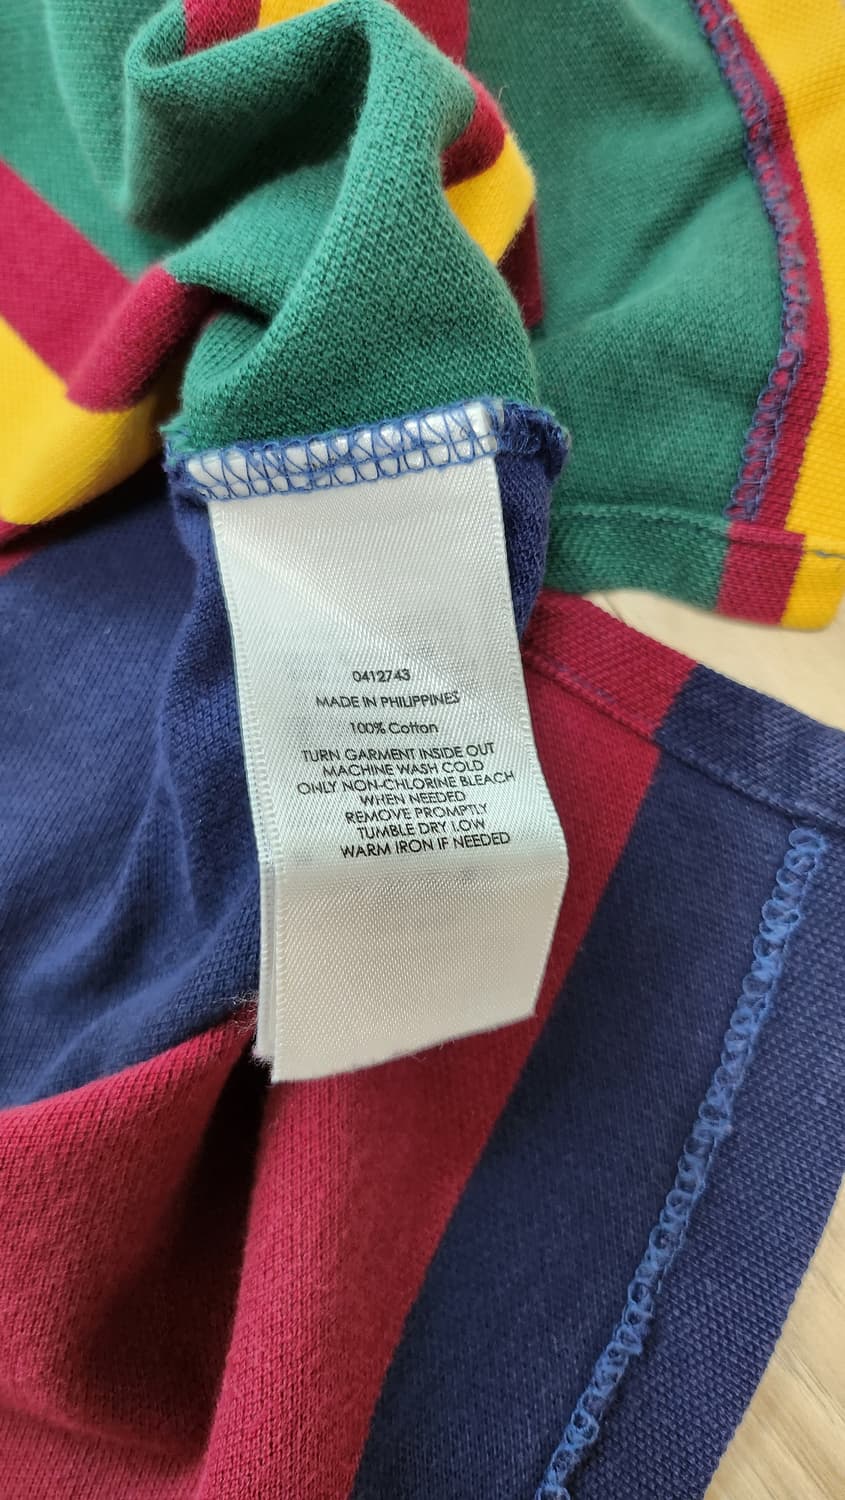 0412743
MADE IN PHILIPPINES
100% Cotton
TURN GARMENT INSIDE OUT
MACHINE WASH COLD
ONLY NON-CHLORINE BLEACH
WHEN NEEDED
REMOVE PROMPTLY
TUMBLE DRY LOW
WARM IRON IF NEEDED